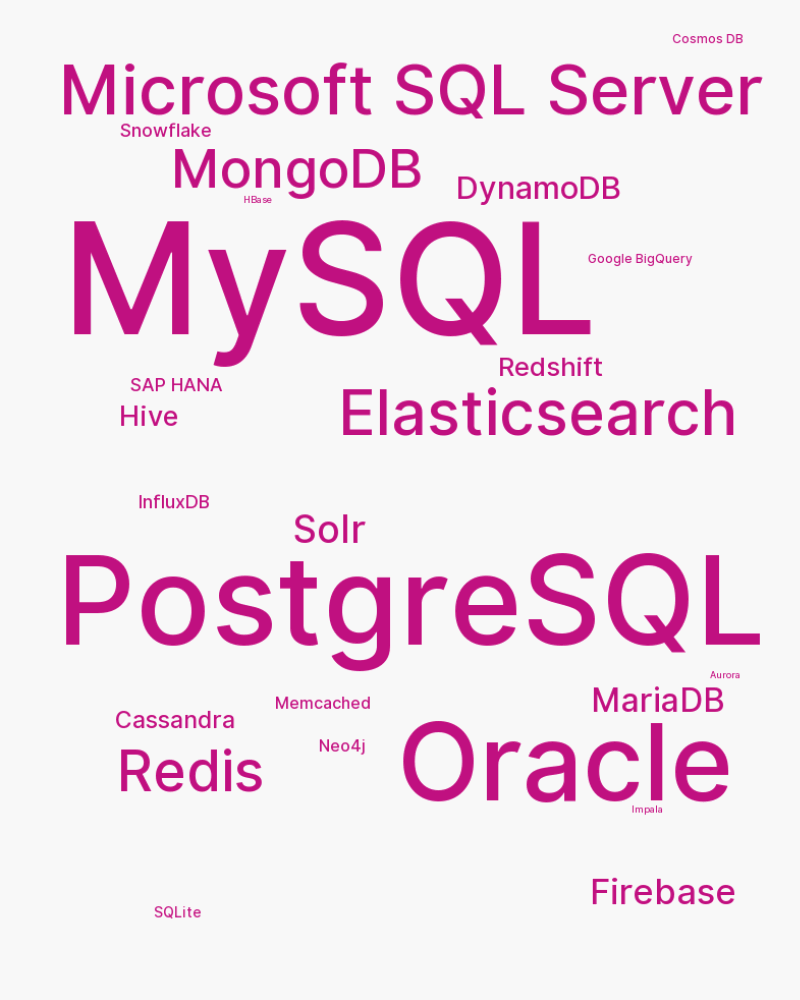 Cosmos DB
Microsoft SQL Server
Snowflake
MongoDB
DynamoDB
HBase
MySQL
Google BigQuery
Redshift
SAP HANA
Elasticsearch
Hive
InfluxDB
Solr
PostgreSQL
Aurora
MariaDB
Memcached
Cassandra
Neo4j
Oracle
Redis
Impala
Firebase
SQLite